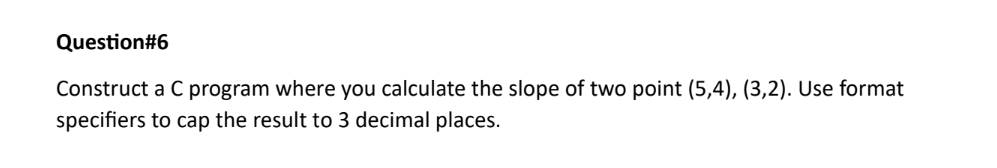 Question#6
Construct a C program where you calculate the slope of two point (5,4), (3,2). Use format
specifiers to cap the result to 3 decimal places.